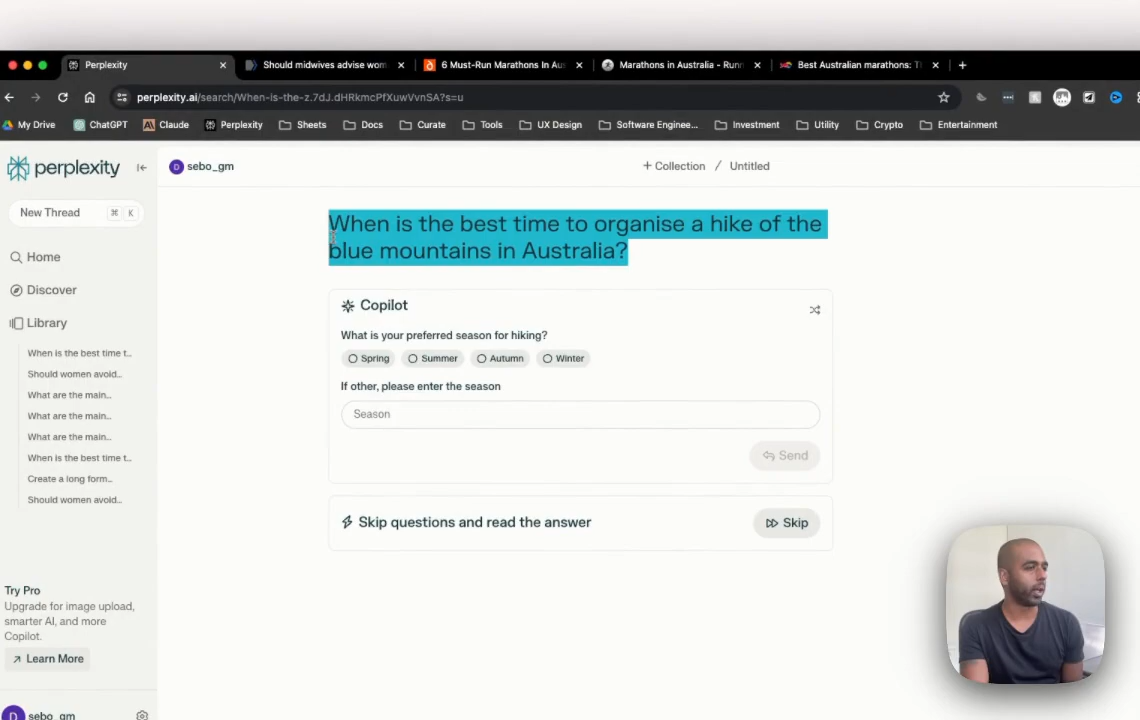 Perplexity
Should midwives advise wom
6 Must-Run Marathons In Aus
Marathons in Australia - Runn
Best Australian marathons: T
perplexity.ai/search/When-is-the-z.7dJ.dHRkmcPfXuwVvnSA?s=u
My Drive
ChatGPT
Claude
Perplexity
Sheets
Docs
Curate
Tools
UX Design
Software Enginee...
Investment
Utility
Crypto
Entertainment
perplexity
sebo_gm
+ Collection / Untitled
New Thread
⌘ K
Home
Discover
Library
When is the best time t...
Should women avoid...
What are the main...
What are the main...
What are the main...
When is the best time t...
Create a long form...
Should women avoid...
Try Pro
Upgrade for image upload,
smarter AI, and more
Copilot.
Learn More
sebo_gm
When is the best time to organise a hike of the
blue mountains in Australia?
Copilot
What is your preferred season for hiking?
Spring
Summer
Autumn
Winter
If other, please enter the season
Season
Send
Skip questions and read the answer
Skip